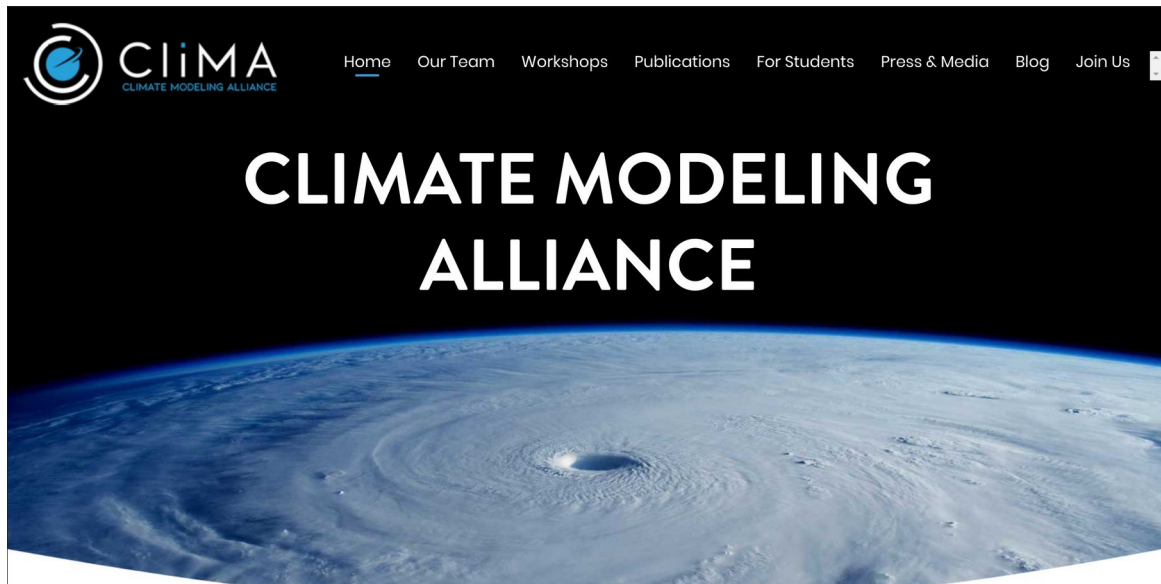 CLiMA
CLIMATE MODELING ALLIANCE
Home Our Team Workshops Publications For Students Press & Media Blog Join Us
CLIMATE MODELING
ALLIANCE